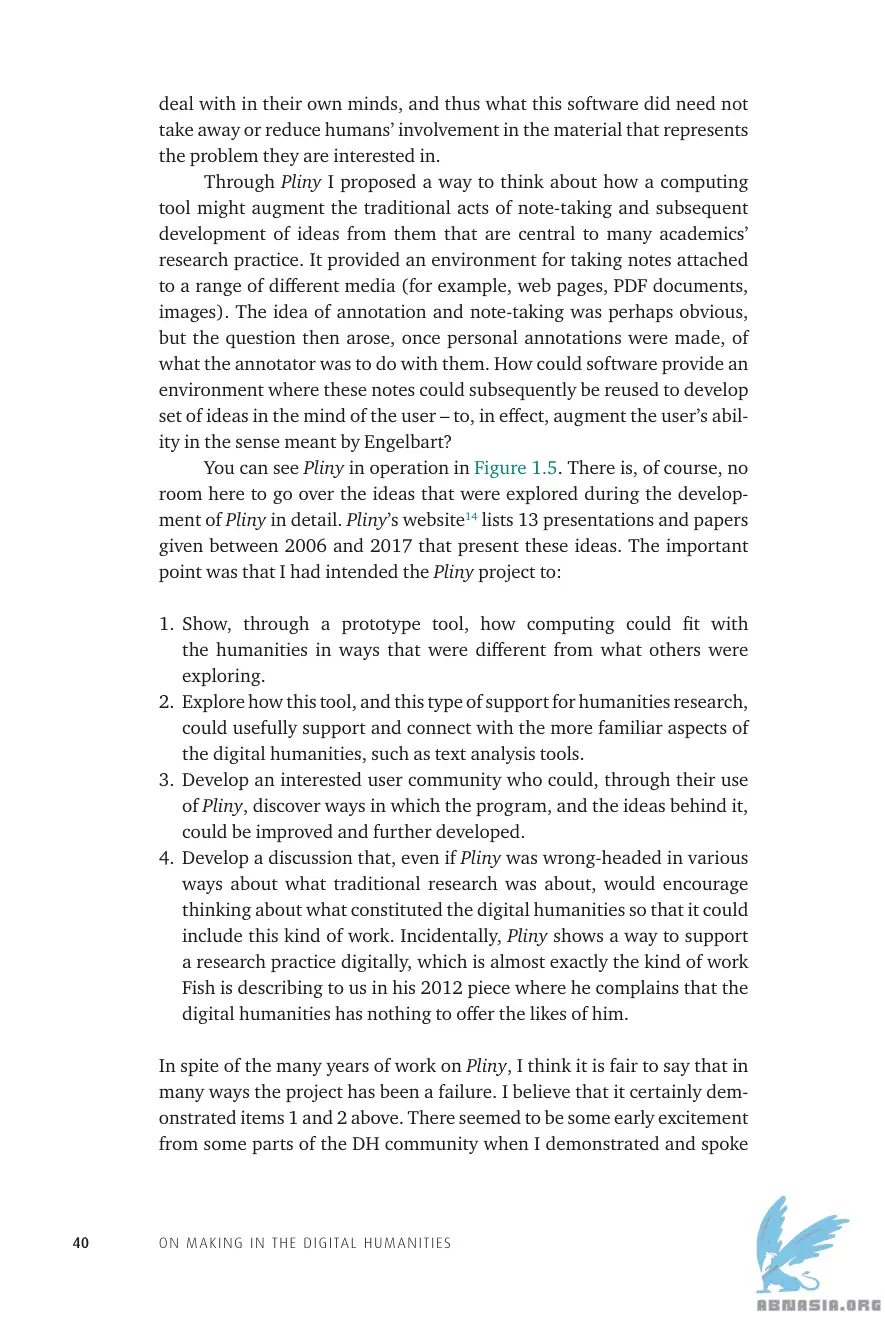 deal with in their own minds, and thus what this software did need not
take away or reduce humans’ involvement in the material that represents
the problem they are interested in.
Through Pliny I proposed a way to think about how a computing
tool might augment the traditional acts of note-taking and subsequent
development of ideas from them that are central to many academics’
research practice. It provided an environment for taking notes attached
to a range of different media (for example, web pages, PDF documents,
images). The idea of annotation and note-taking was perhaps obvious,
but the question then arose, once personal annotations were made, of
what the annotator was to do with them. How could software provide an
environment where these notes could subsequently be reused to develop
set of ideas in the mind of the user – to, in effect, augment the user’s abil-
ity in the sense meant by Engelbart?
You can see Pliny in operation in Figure 1.5. There is, of course, no
room here to go over the ideas that were explored during the develop-
ment of Pliny in detail. Pliny’s website14 lists 13 presentations and papers
given between 2006 and 2017 that present these ideas. The important
point was that I had intended the Pliny project to:
1. Show, through a prototype tool, how computing could fit with
the humanities in ways that were different from what others were
exploring.
2. Explore how this tool, and this type of support for humanities research,
could usefully support and connect with the more familiar aspects of
the digital humanities, such as text analysis tools.
3. Develop an interested user community who could, through their use
of Pliny, discover ways in which the program, and the ideas behind it,
could be improved and further developed.
4. Develop a discussion that, even if Pliny was wrong-headed in various
ways about what traditional research was about, would encourage
thinking about what constituted the digital humanities so that it could
include this kind of work. Incidentally, Pliny shows a way to support
a research practice digitally, which is almost exactly the kind of work
Fish is describing to us in his 2012 piece where he complains that the
digital humanities has nothing to offer the likes of him.
In spite of the many years of work on Pliny, I think it is fair to say that in
many ways the project has been a failure. I believe that it certainly dem-
onstrated items 1 and 2 above. There seemed to be some early excitement
from some parts of the DH community when I demonstrated and spoke
40 ON MAKING IN THE DIGITAL HUMANITIES
ABNASIA.ORG